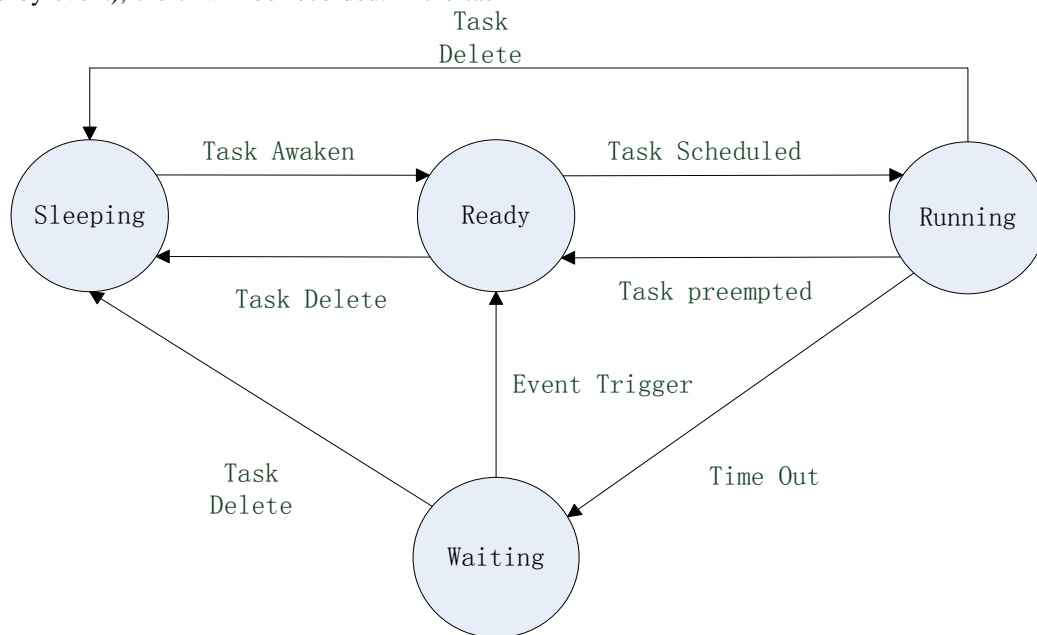 Task
Delete
Task Awaken
Task Scheduled
Sleeping
Ready
Running
Task Delete
Task preempted
Event Trigger
Task
Delete
Time Out
Waiting